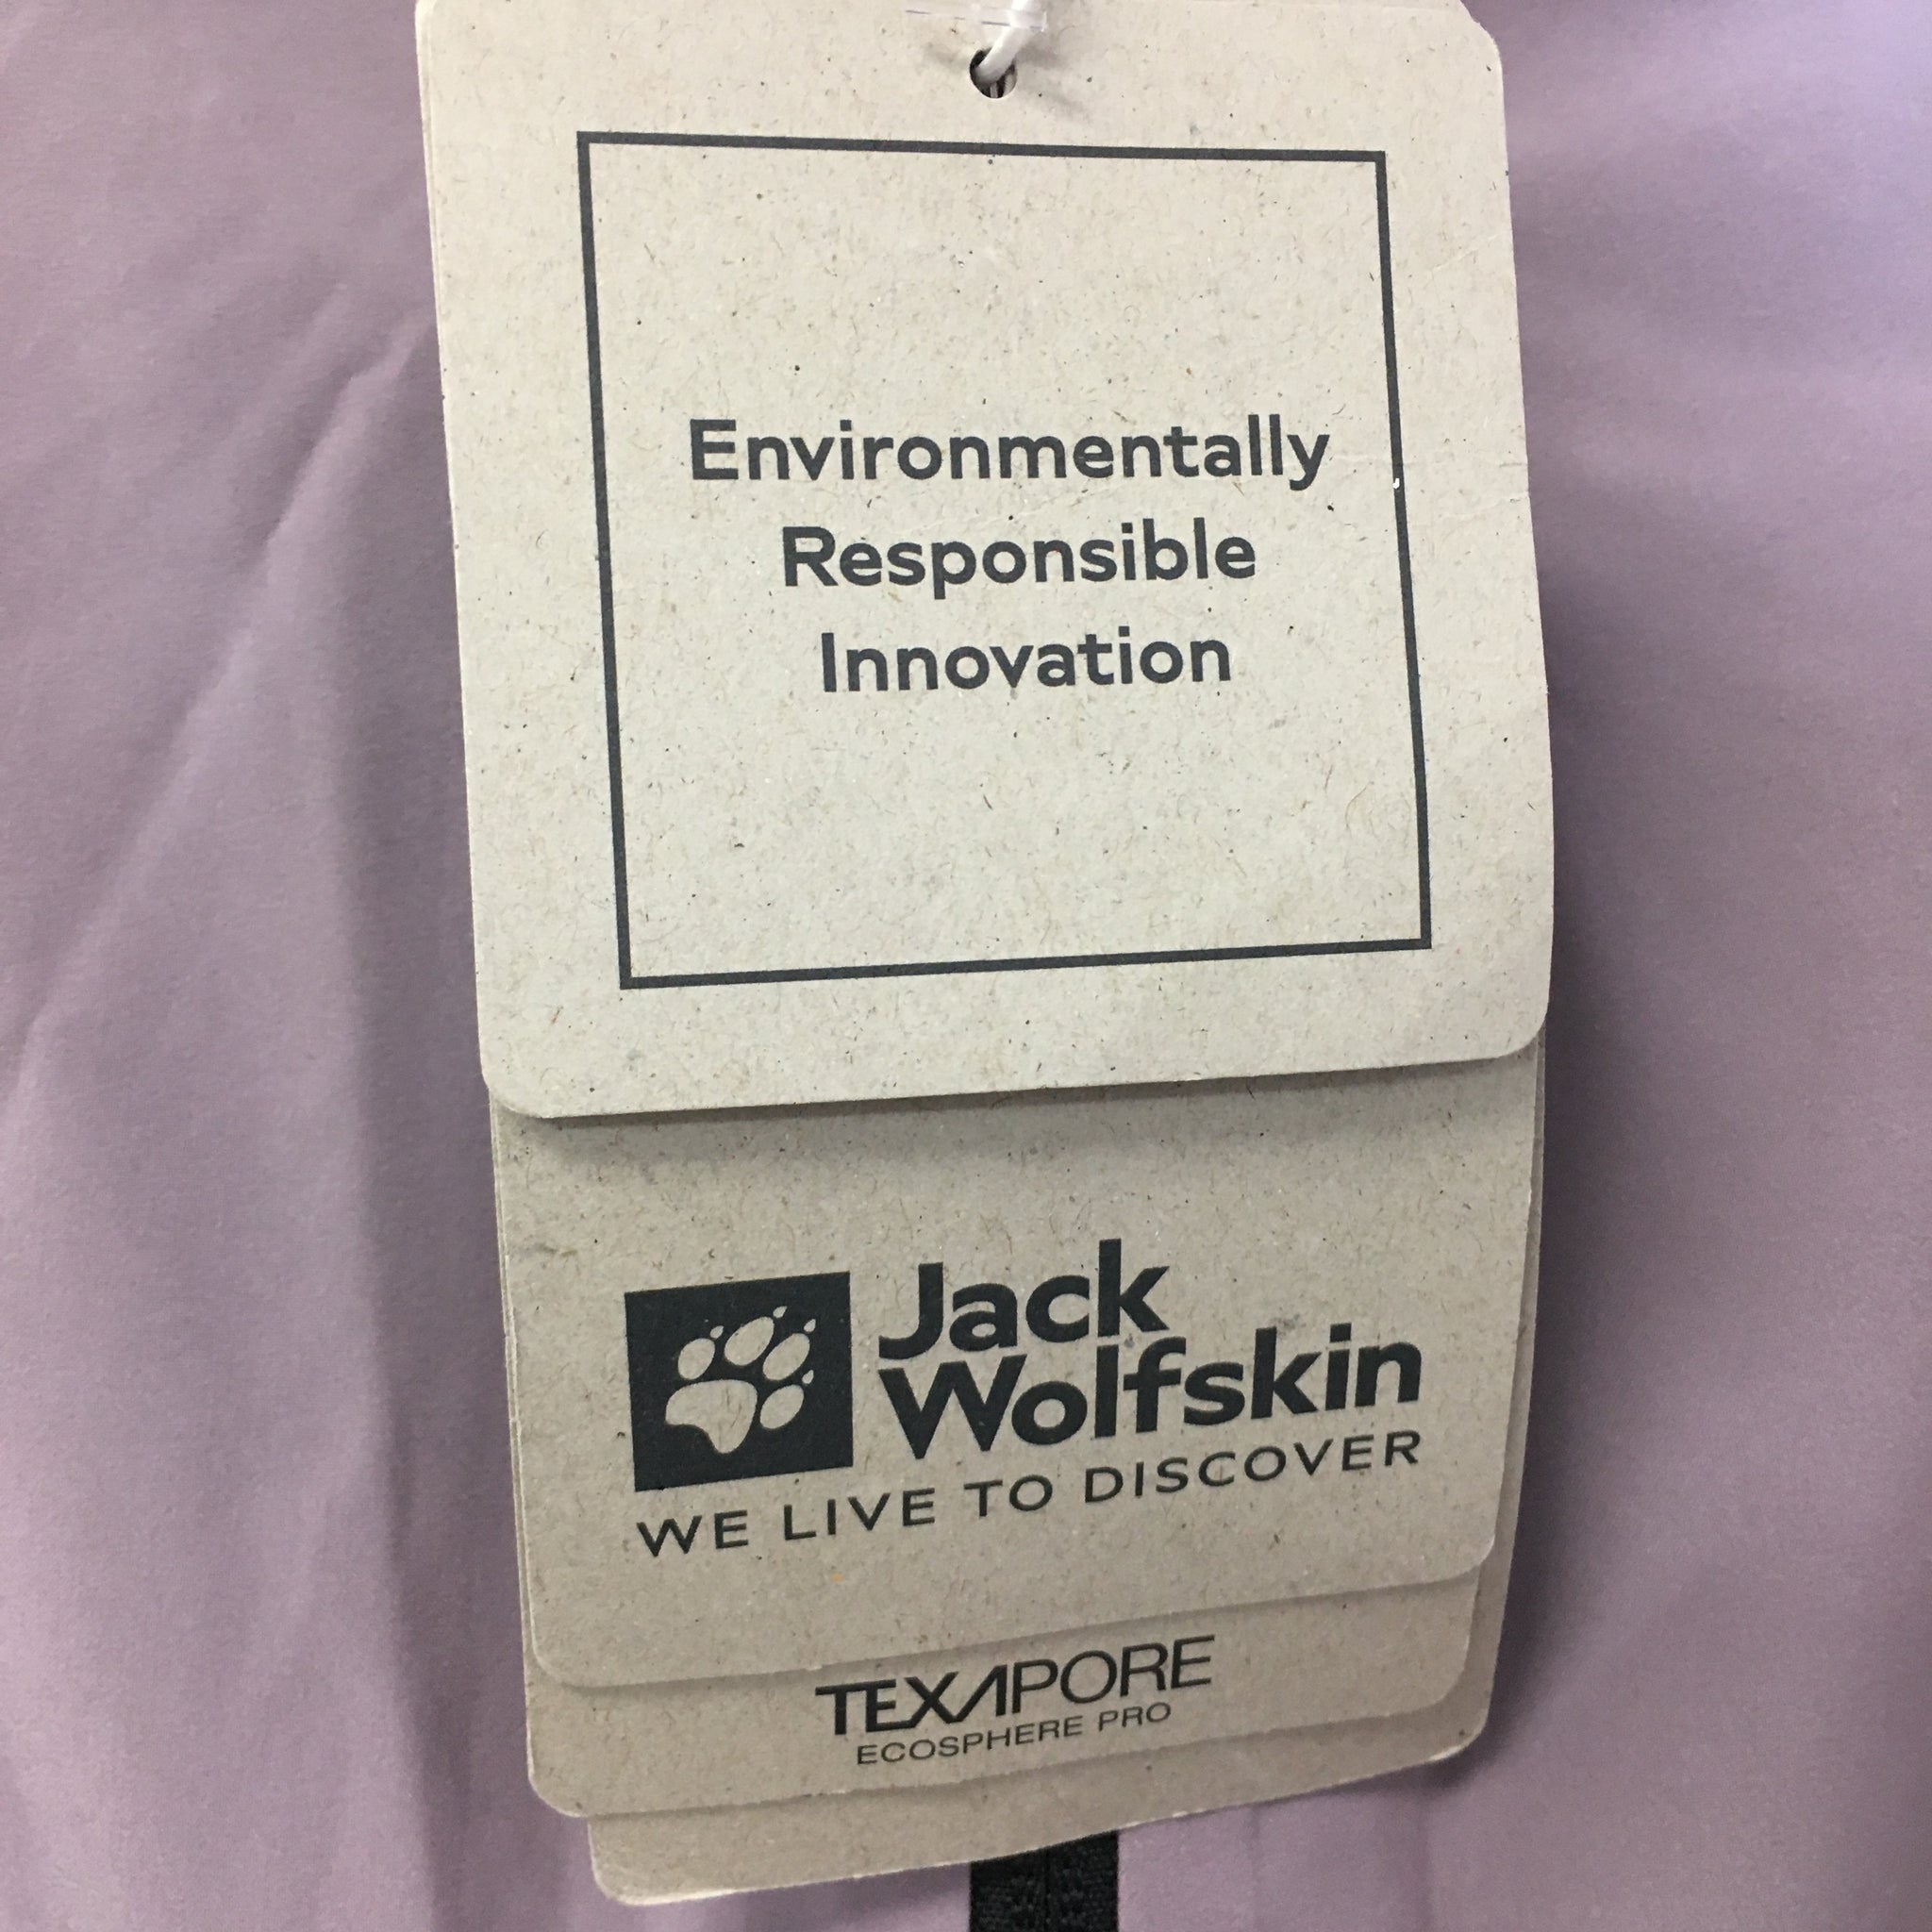 Environmentally
Responsible
Innovation
Jack
Wolfskin
WE LIVE TO DISCOVER
TEXAPORE
ECOSPHERE PRO